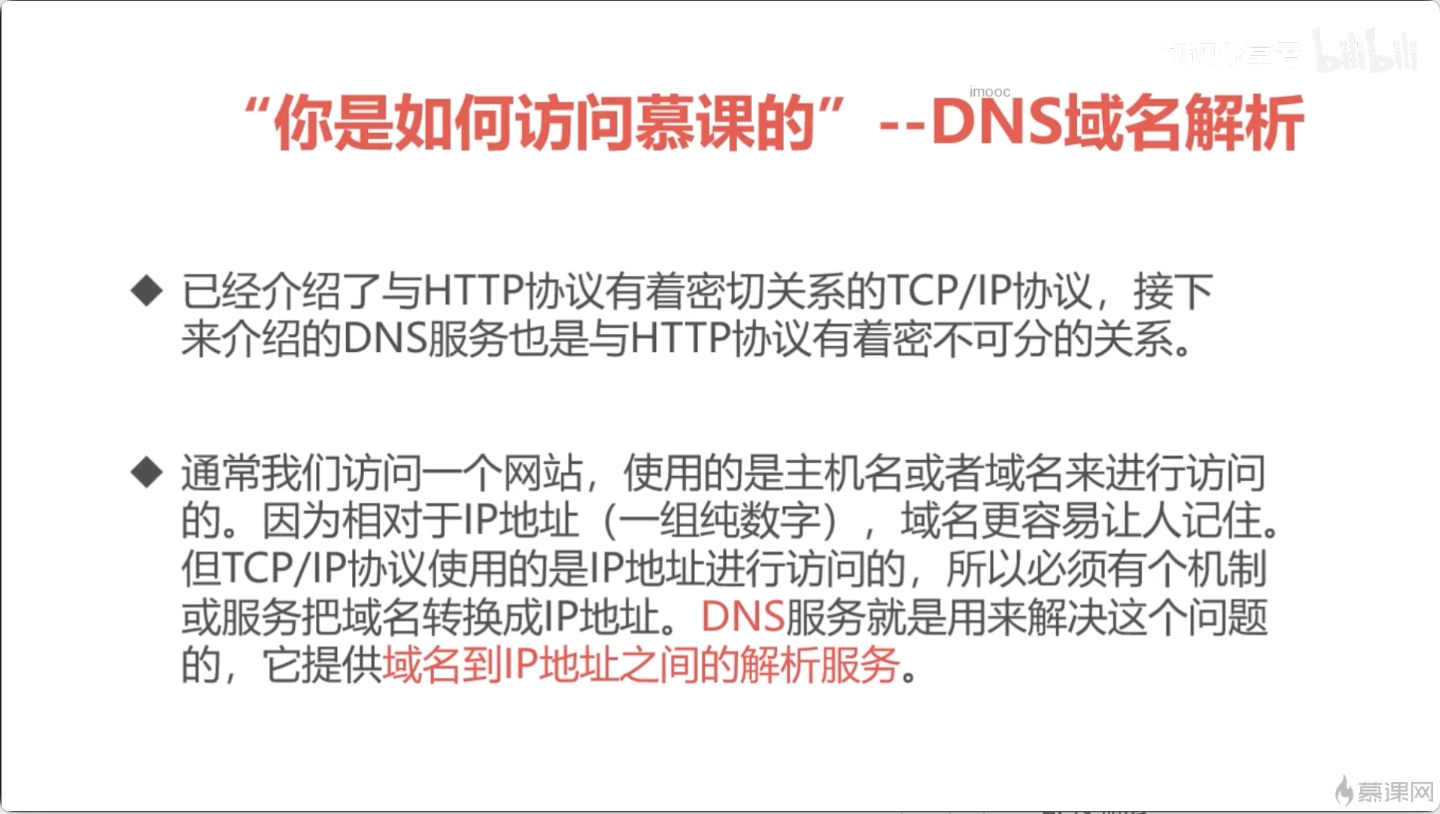 bilibili
imooc
“你是如何访问慕课的”--DNS域名解析
◆ 已经介绍了与HTTP协议有着密切关系的TCP/IP协议，接下
来介绍的DNS服务也是与HTTP协议有着密不可分的关系。
◆ 通常我们访问一个网站，使用的是主机名或者域名来进行访问
的。因为相对于IP地址（一组纯数字），域名更容易让人记住。
但TCP/IP协议使用的是IP地址进行访问的，所以必须有个机制
或服务把域名转换成IP地址。DNS服务就是用来解决这个问题
的，它提供域名到IP地址之间的解析服务。
慕课网